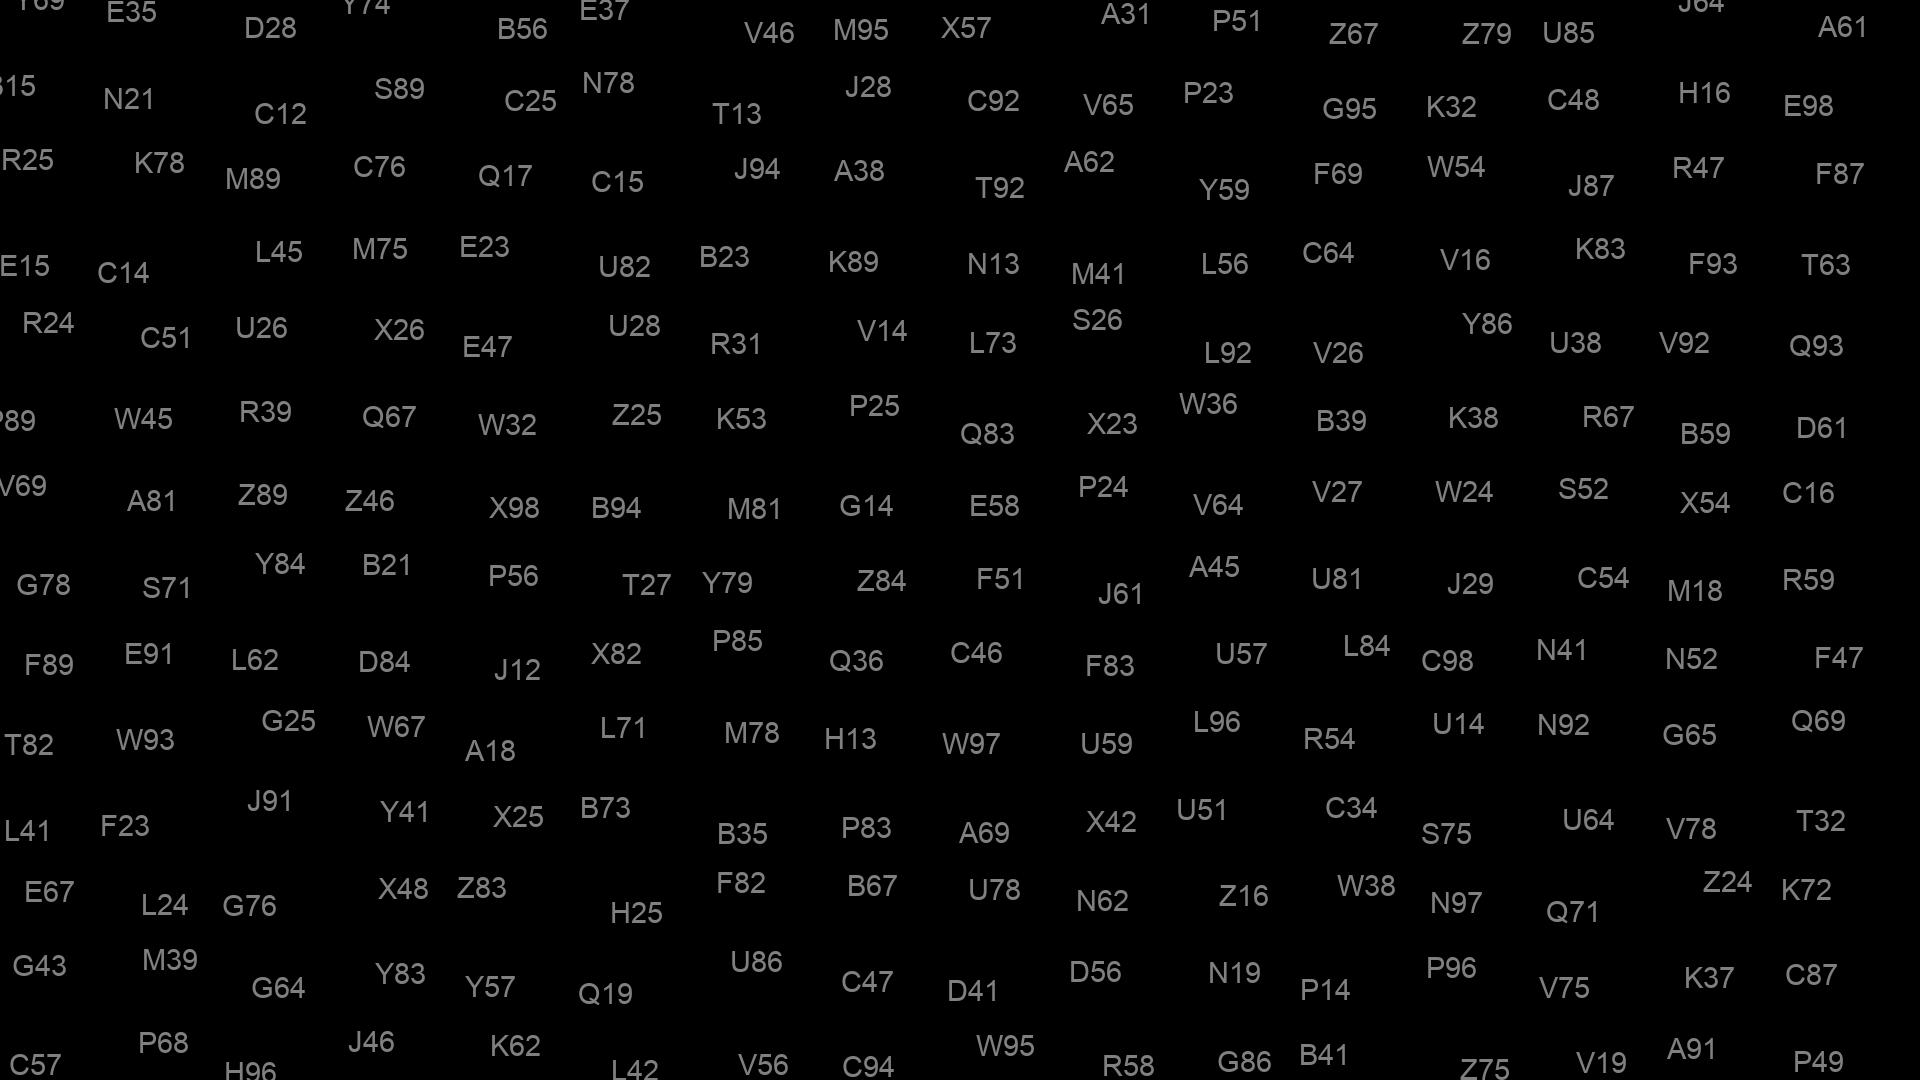 Y69 E35 D28 Y74 B56 E37 V46 M95 X57 A31 P51 Z67 Z79 U85 J64 A61
N21 C12 S89 C25 N78 T13 J28 C92 V65 P23 G95 K32 C48 H16 E98
R25 K78 M89 C76 Q17 C15 J94 A38 T92 A62 Y59 F69 W54 J87 R47 F87
E15 C14 L45 M75 E23 U82 B23 K89 N13 M41 L56 C64 V16 K83 F93 T63
R24 C51 U26 X26 E47 U28 R31 V14 L73 S26 L92 V26 Y86 U38 V92 Q93
P89 W45 R39 Q67 W32 Z25 K53 P25 Q83 X23 W36 B39 K38 R67 B59 D61
V69 A81 Z89 Z46 X98 B94 M81 G14 E58 P24 V64 V27 W24 S52 X54 C16
G78 S71 Y84 B21 P56 T27 Y79 Z84 F51 J61 A45 U81 J29 C54 M18 R59
F89 E91 L62 D84 J12 X82 P85 Q36 C46 F83 U57 L84 C98 N41 N52 F47
T82 W93 G25 W67 A18 L71 M78 H13 W97 U59 L96 R54 U14 N92 G65 Q69
L41 F23 J91 Y41 X25 B73 B35 P83 A69 X42 U51 C34 S75 U64 V78 T32
E67 L24 G76 X48 Z83 H25 F82 B67 U78 N62 Z16 W38 N97 Q71 Z24 K72
G43 M39 G64 Y83 Y57 Q19 U86 C47 D41 D56 N19 P14 P96 V75 K37 C87
C57 P68 H96 J46 K62 L42 V56 C94 W95 R58 G86 B41 Z75 V19 A91 P49